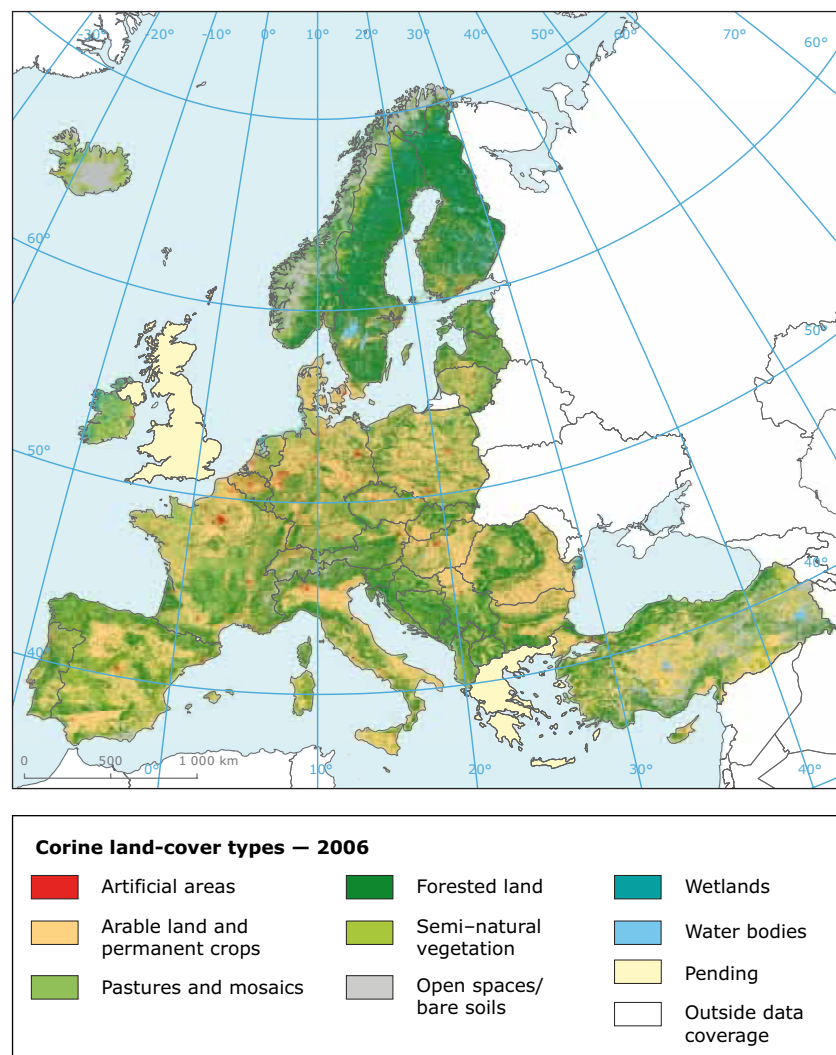 -30° -20° -10° 0° 10° 20° 30° 40° 50° 60° 70° 60°
60°
50°
50°
40°
40°
0 500 1 000 km
0° 10° 20° 30° 40°
Corine land-cover types — 2006
Artificial areas
Arable land and
permanent crops
Pastures and mosaics
Forested land
Semi–natural
vegetation
Open spaces/
bare soils
Wetlands
Water bodies
Pending
Outside data
coverage